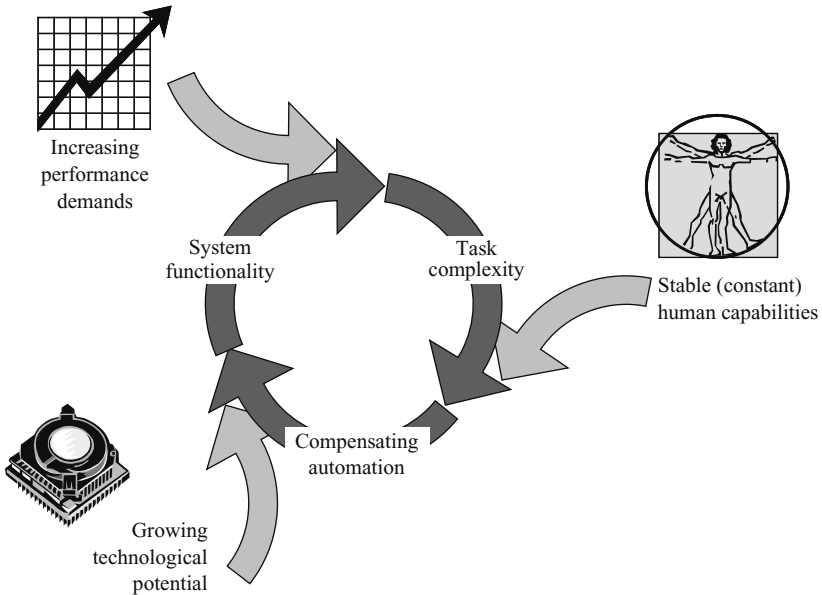 Increasing
performance
demands
System
functionality
Task
complexity
Stable (constant)
human capabilities
Compensating
automation
Growing
technological
potential